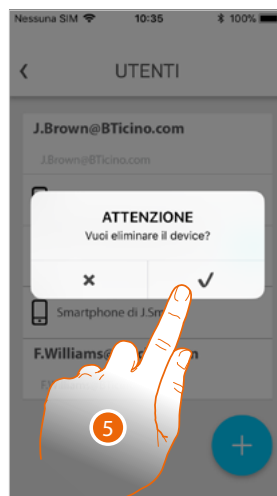 Nessuna SIM 10:35 100%
UTENTI
J.Brown@BTicino.com
J.Brown@BTicino.com
ATTENZIONE
Vuoi eliminare il device?
Smartphone di J.Sm
F.Williams@
5
+